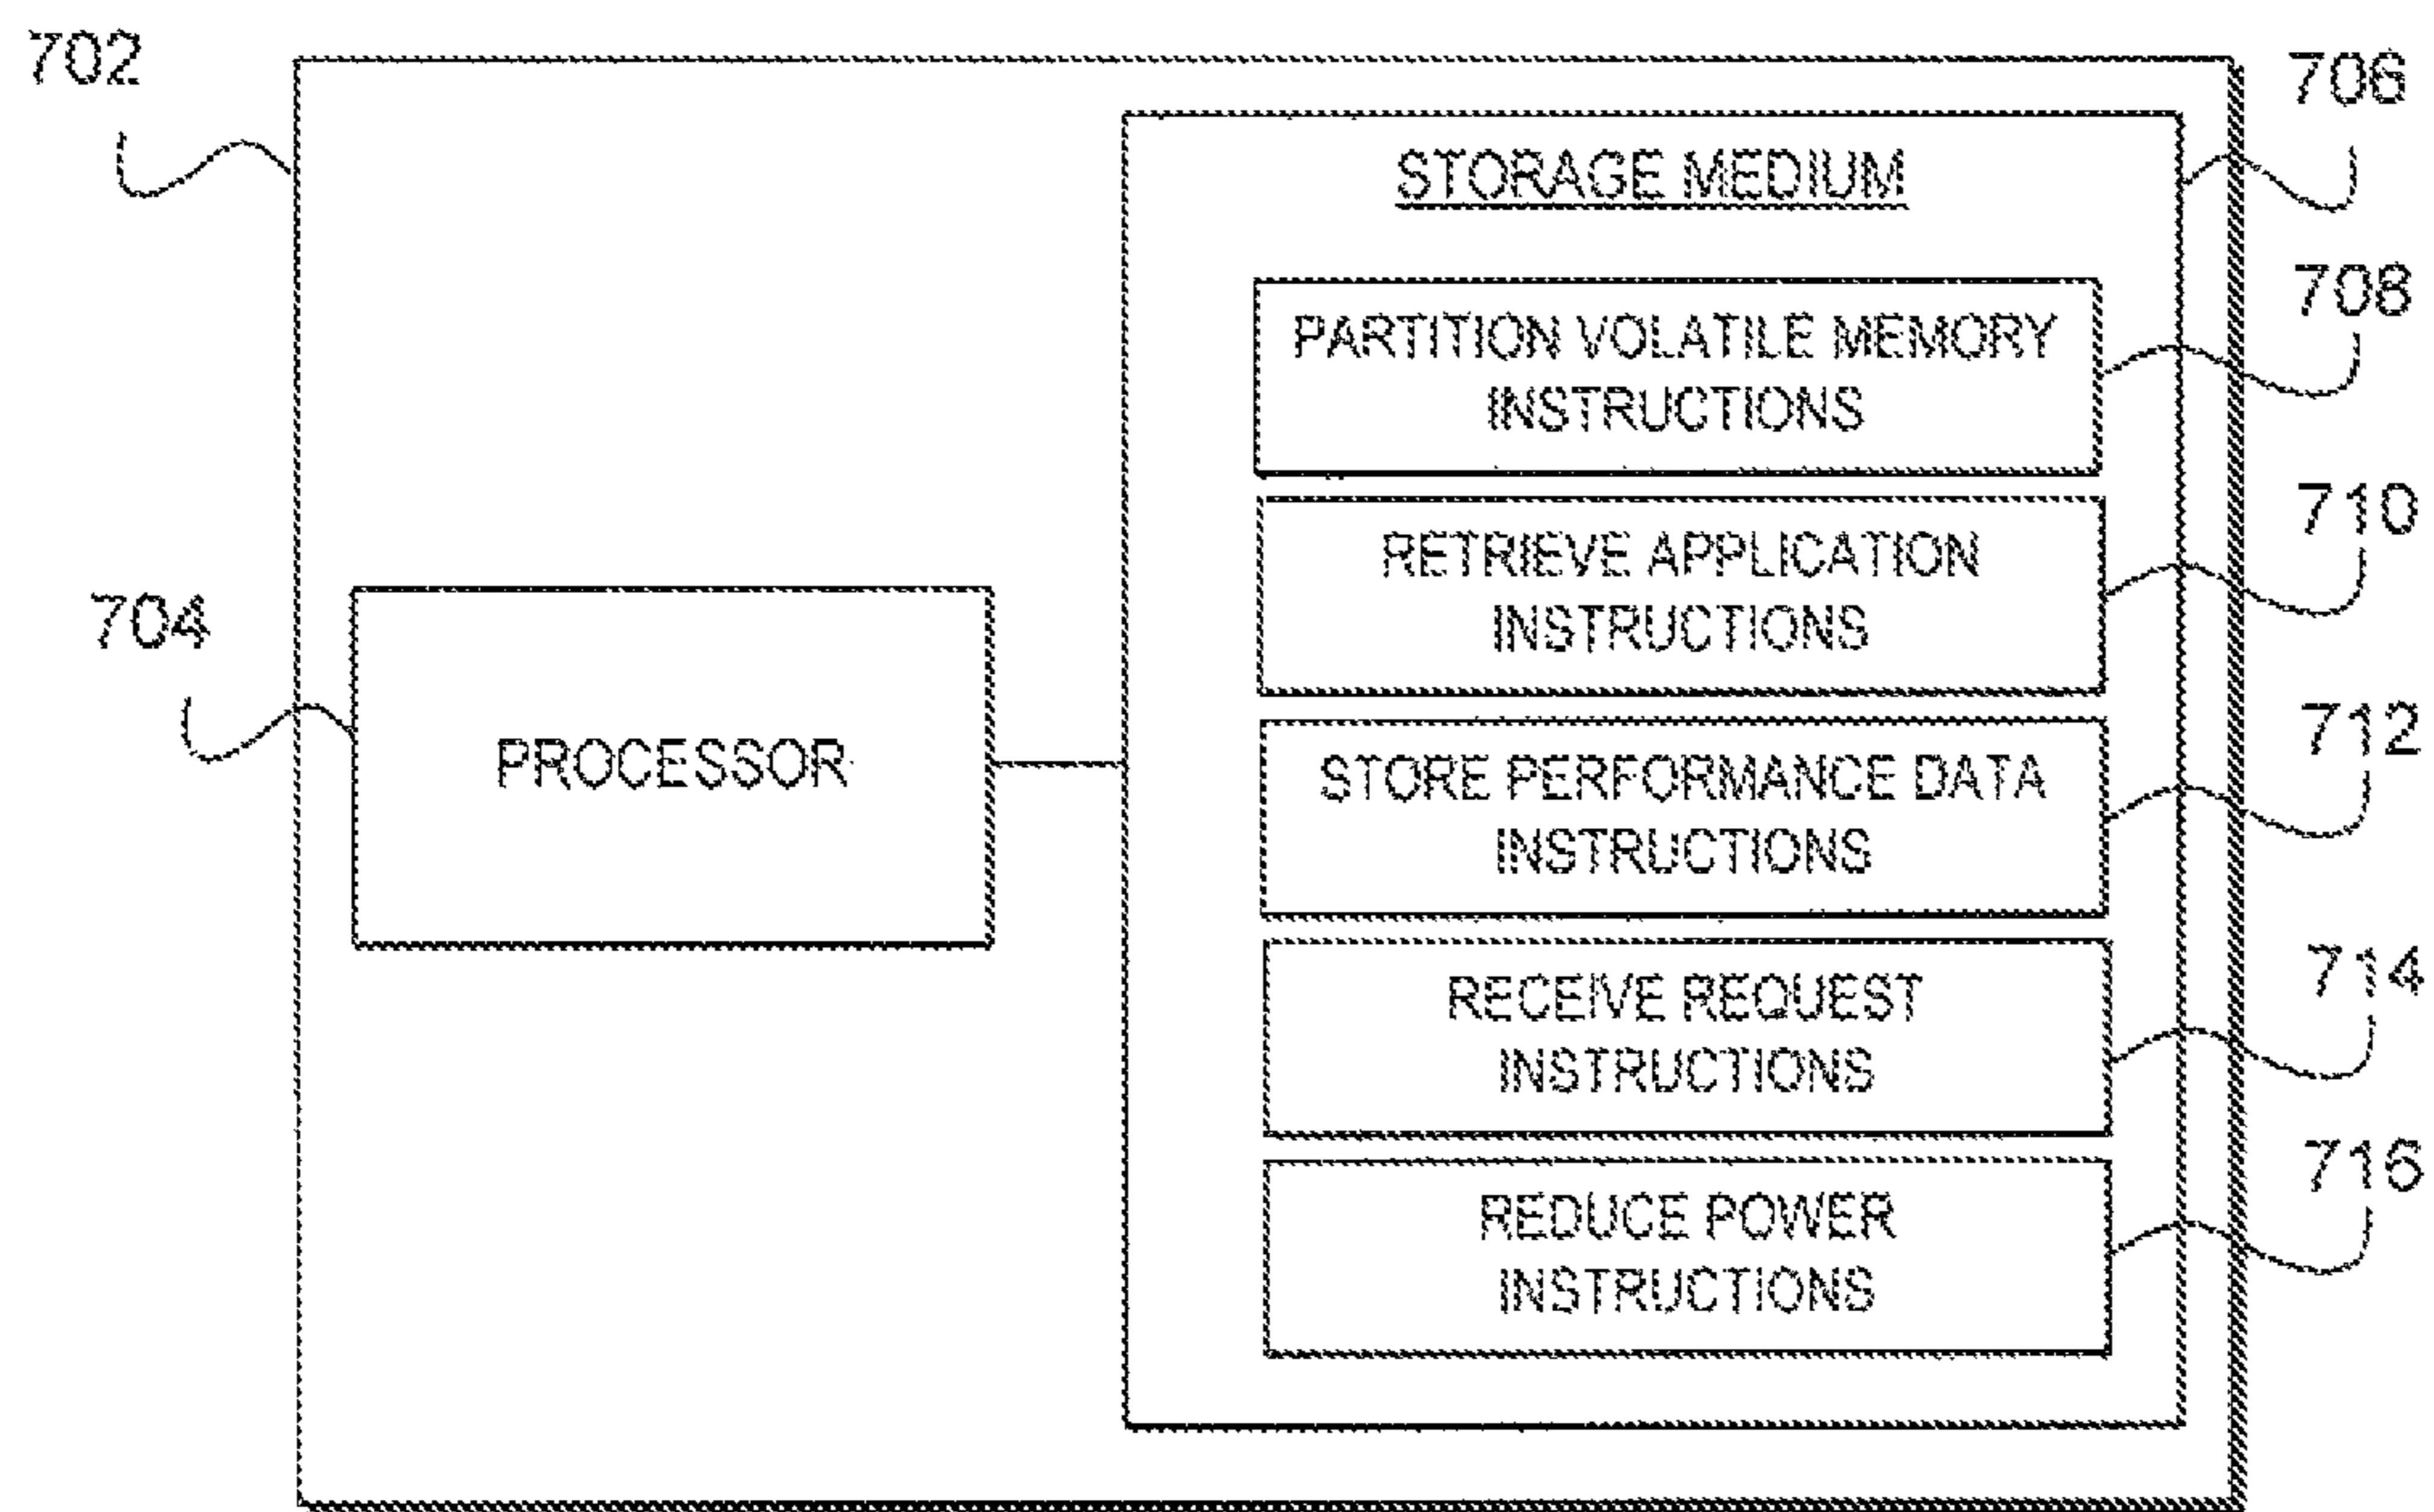 702
706
STORAGE MEDIUM
708
PARTITION VOLATILE MEMORY
INSTRUCTIONS
710
RETRIEVE APPLICATION
INSTRUCTIONS
704
712
PROCESSOR
STORE PERFORMANCE DATA
INSTRUCTIONS
714
RECEIVE REQUEST
INSTRUCTIONS
716
REDUCE POWER
INSTRUCTIONS